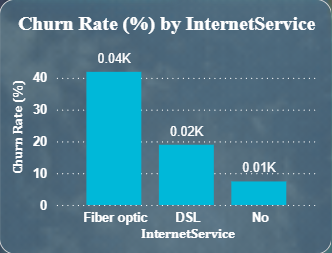 Churn Rate (%) by InternetService
Churn Rate (%)
40
30
20
10
0
0.04K
0.02K
0.01K
Fiber optic
DSL
No
InternetService